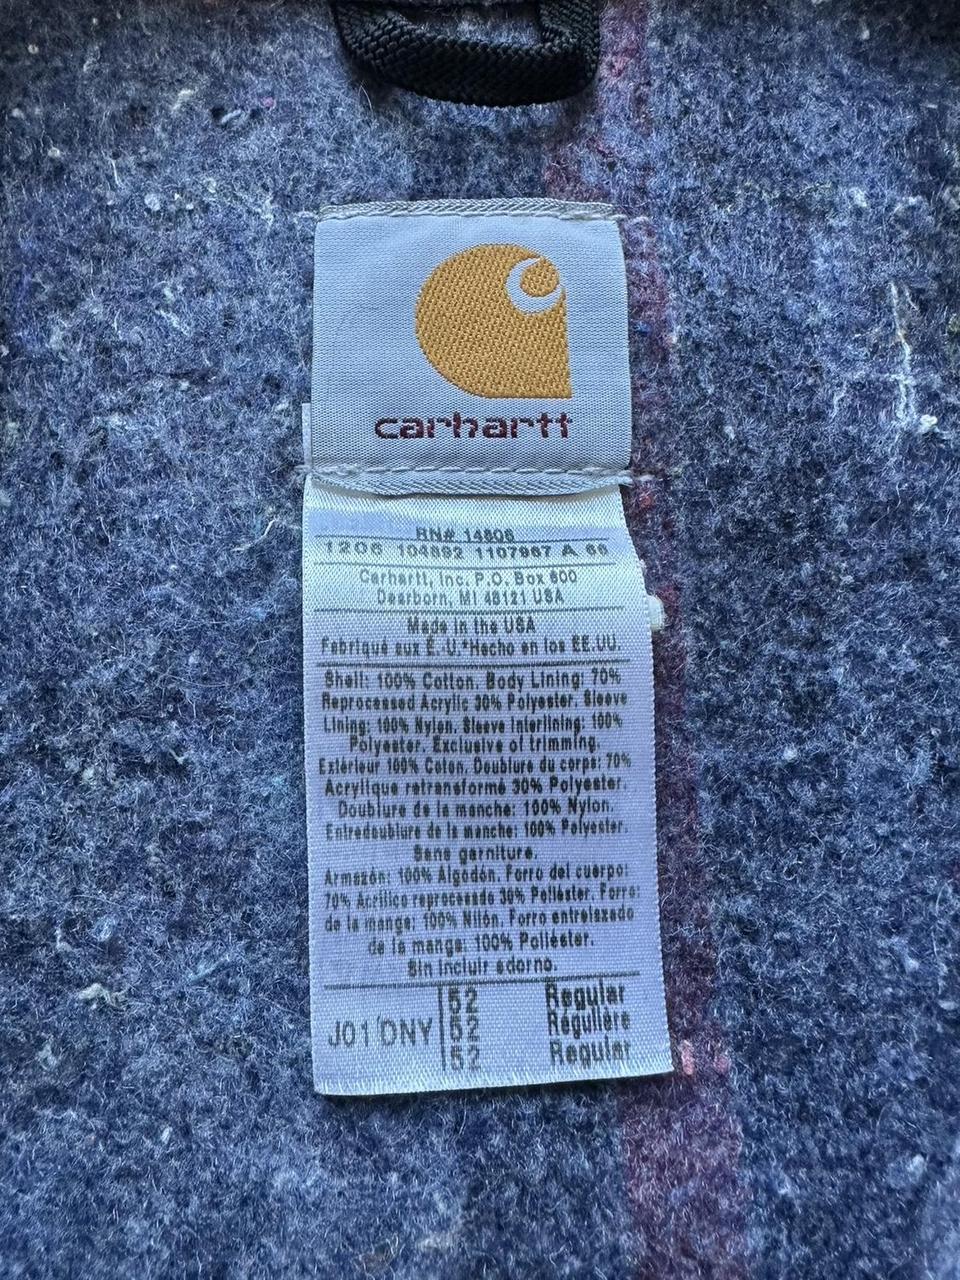 carhartt
RN# 14806
1206 104892 1107967 A 66
Carhartt, Inc. P.O. Box 600
Dearborn, MI 48121 USA
Made in the USA
Fabriqué aux É.-U.*Hecho en los EE.UU.
Shell: 100% Cotton. Body Lining: 70%
Reprocessed Acrylic 30% Polyester. Sleeve
Lining: 100% Nylon. Sleeve Interlining: 100%
Polyester. Exclusive of trimming.
Extérieur 100% Coton. Doublure du corps: 70%
Acrylique retransformé 30% Polyester.
Doublure de la manche: 100% Nylon.
Entredoublure de la manche: 100% Polyester.
Sans garniture.
Armazón: 100% Algodón. Forro del cuerpo:
70% Acrílico reprocesado 30% Poliéster. Forro
de la manga: 100% Nilón. Forro entrelazado
de la manga: 100% Poliéster.
Sin incluir adorno.
J01 DNY
52 Regular
52 Régulière
52 Regular